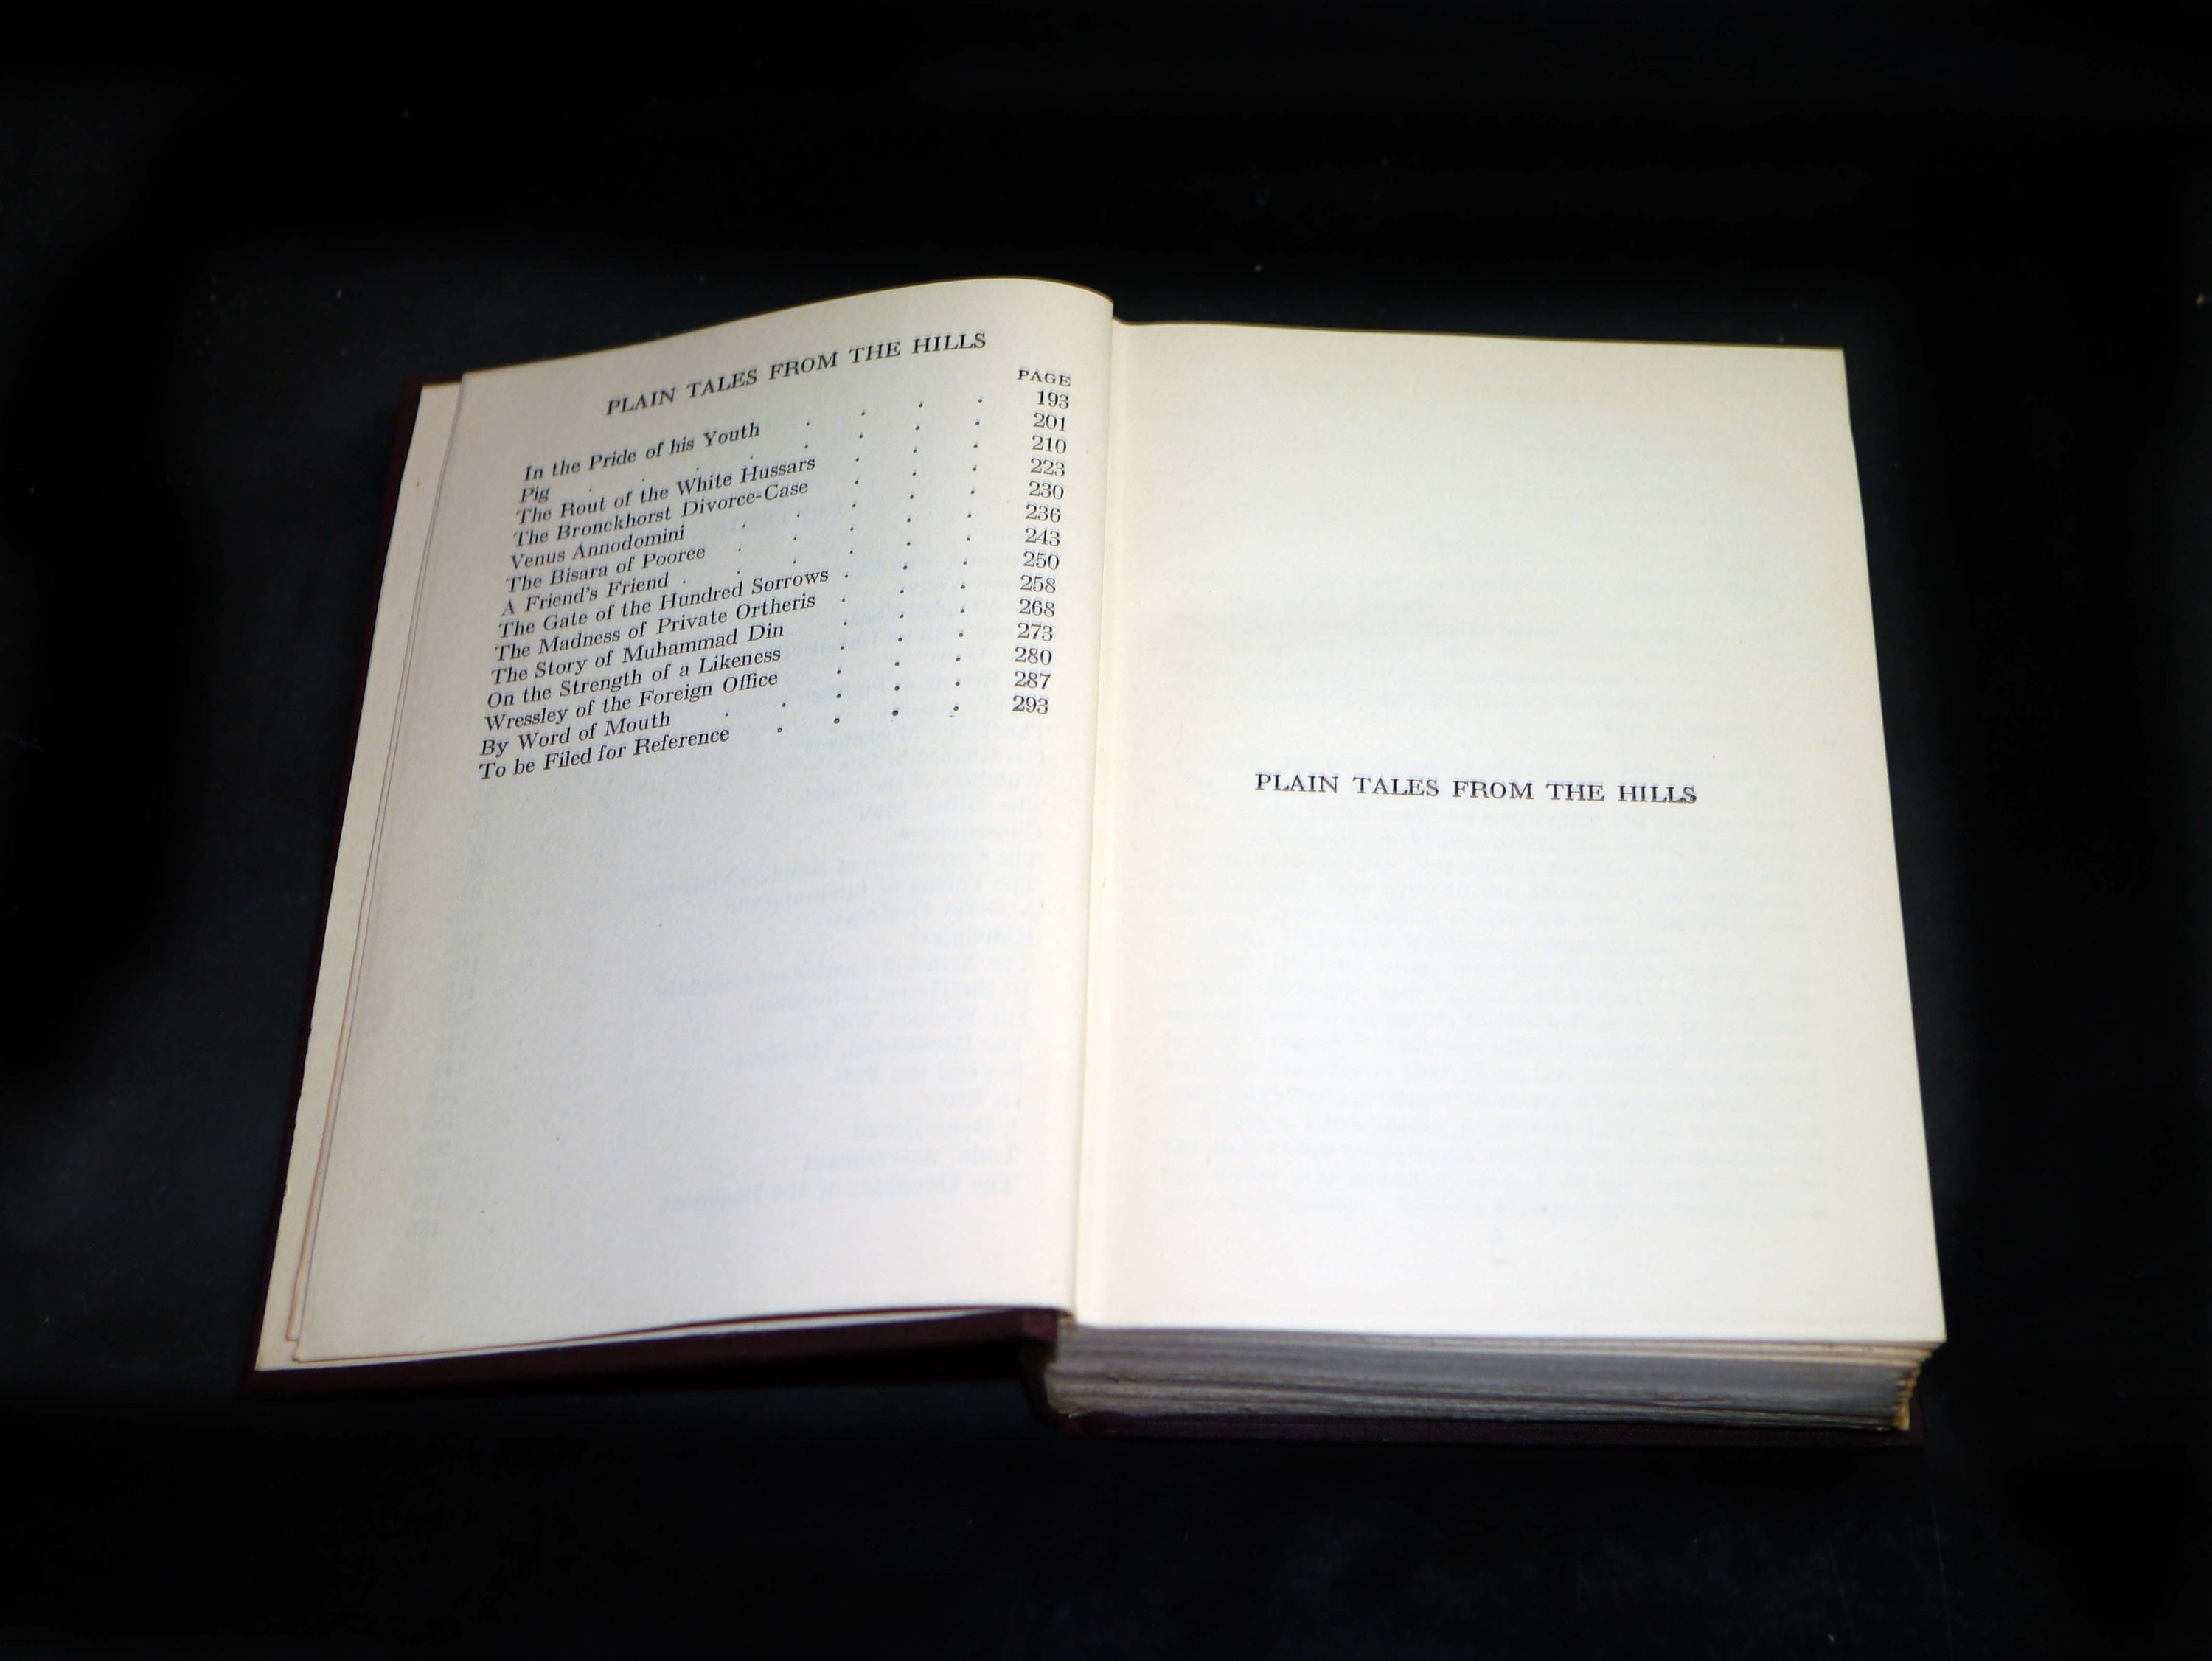 PLAIN TALES FROM THE HILLS
PAGE
In the Pride of his Youth . . . . 193
Pig . . . . . . . . 201
The Rout of the White Hussars . . . 210
The Bronckhorst Divorce-Case . . . 223
Venus Annodomini . . . . . 230
The Bisara of Pooree . . . . . 236
A Friend's Friend . . . . . . 243
The Gate of the Hundred Sorrows . . . 250
The Madness of Private Ortheris . . . 258
The Story of Muhammad Din . . . 268
On the Strength of a Likeness . . . 273
Wressley of the Foreign Office . . . 280
By Word of Mouth . . . . . 287
To be Filed for Reference . . . . 293
PLAIN TALES FROM THE HILLS